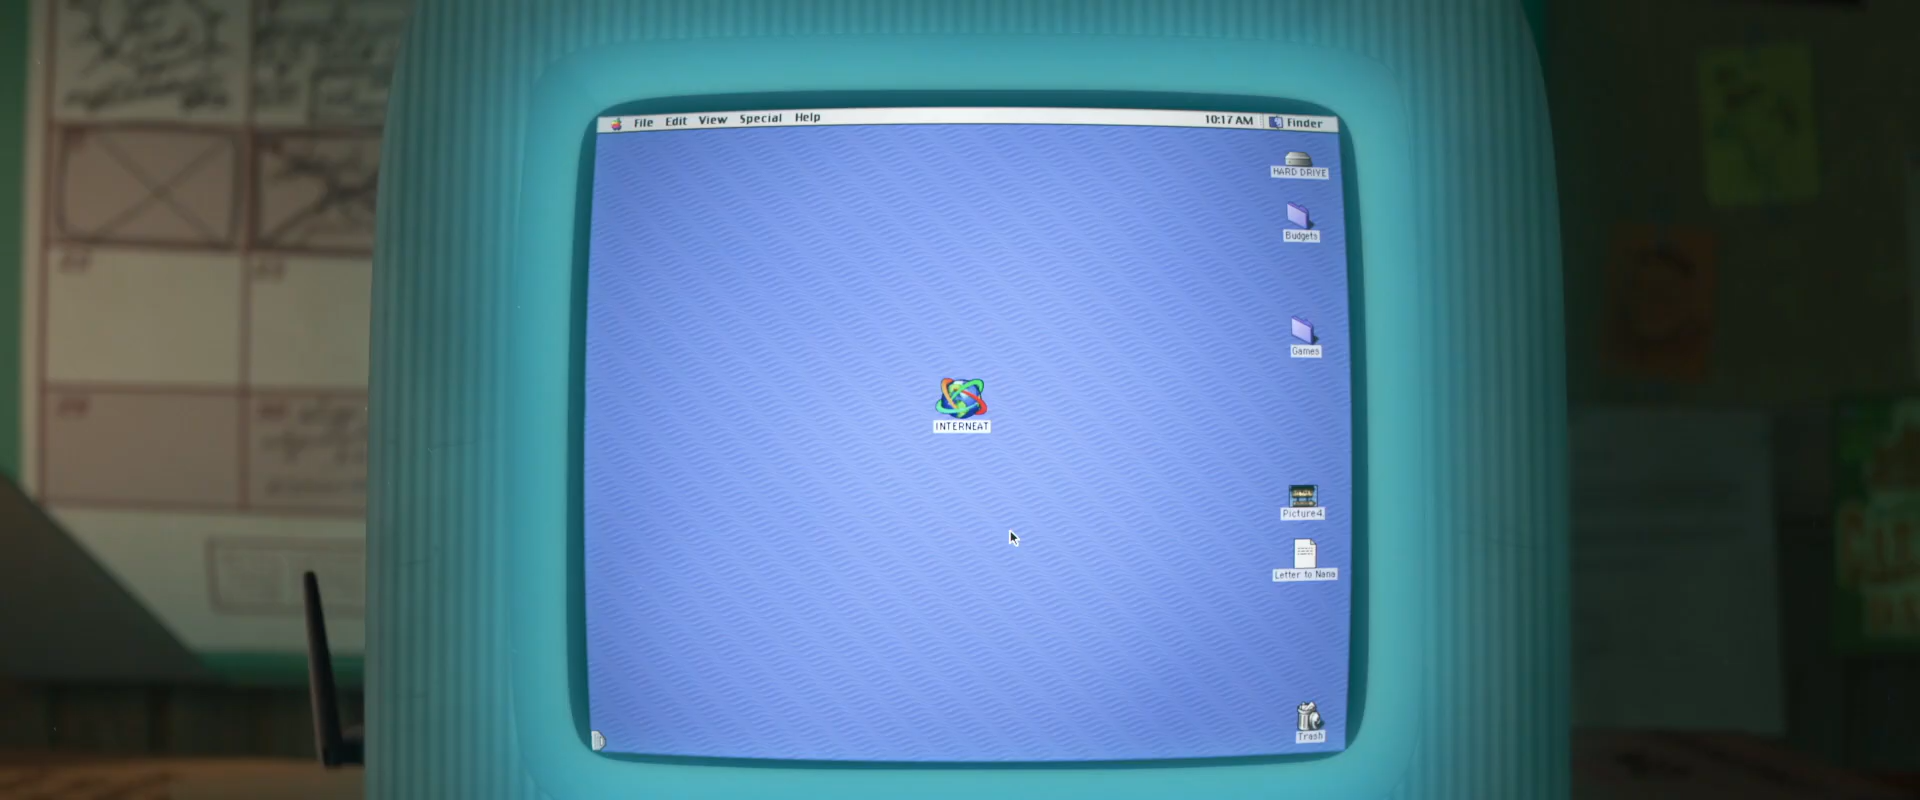 File Edit View Special Help 10:17 AM Finder
HARD DRIVE
Budgets
Games
INTERNEAT
Picture4
Letter to Nana
Trash